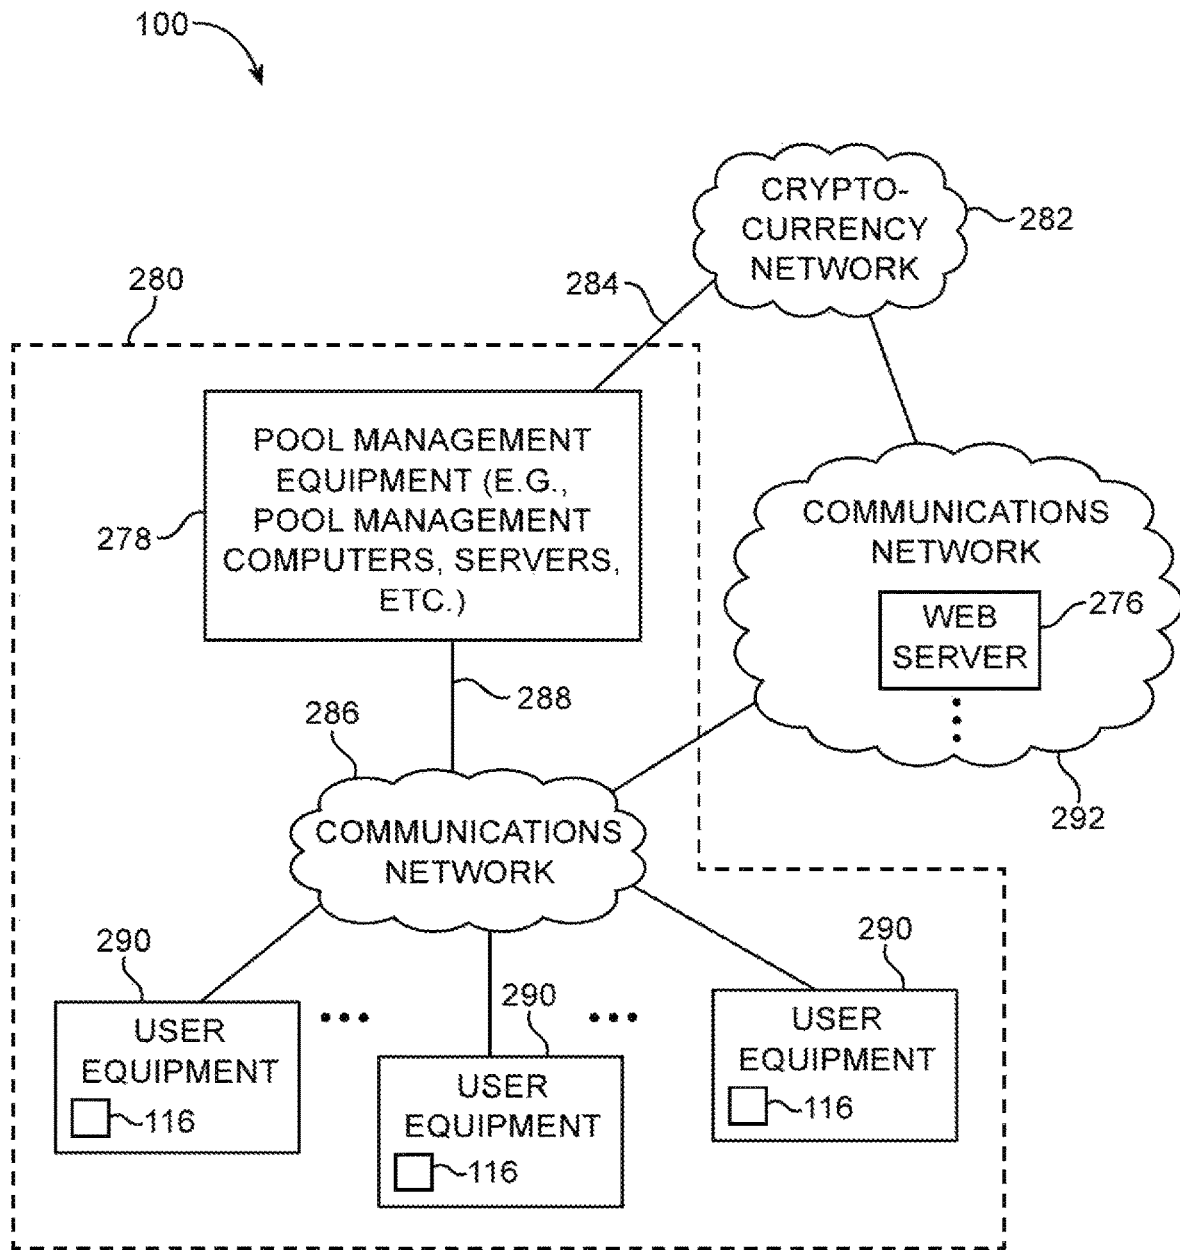 100
CRYPTO-
CURRENCY
NETWORK
282
280
284
POOL MANAGEMENT
EQUIPMENT (E.G.,
POOL MANAGEMENT
COMPUTERS, SERVERS,
ETC.)
278
COMMUNICATIONS
NETWORK
WEB
SERVER
276
288
286
292
COMMUNICATIONS
NETWORK
290
USER
EQUIPMENT
116
290
USER
EQUIPMENT
116
290
USER
EQUIPMENT
116